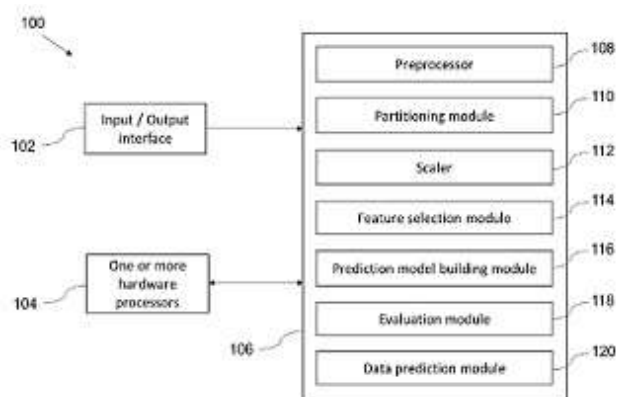 100
Preprocessor
108
Input / Output
interface
102
Partitioning module
110
Scaler
112
Feature selection module
114
One or more
hardware
processors
104
Prediction model building module
116
Evaluation module
118
106
Data prediction module
120